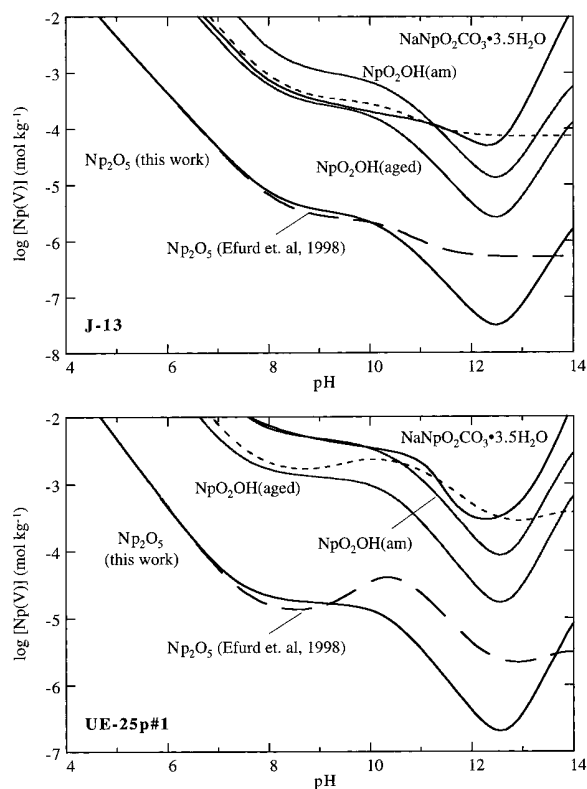 -2
-3
-4
-5
-6
-7
-8
log [Np(V)] (mol kg⁻¹)
NaNpO₂CO₃•3.5H₂O
NpO₂OH(am)
Np₂O₅ (this work)
NpO₂OH(aged)
Np₂O₅ (Efurd et. al, 1998)
J-13
4 6 8 10 12 14
pH
-2
-3
-4
-5
-6
-7
log [Np(V)] (mol kg⁻¹)
NaNpO₂CO₃•3.5H₂O
NpO₂OH(aged)
NpO₂OH(am)
Np₂O₅
(this work)
Np₂O₅ (Efurd et. al, 1998)
UE-25p#1
4 6 8 10 12 14
pH